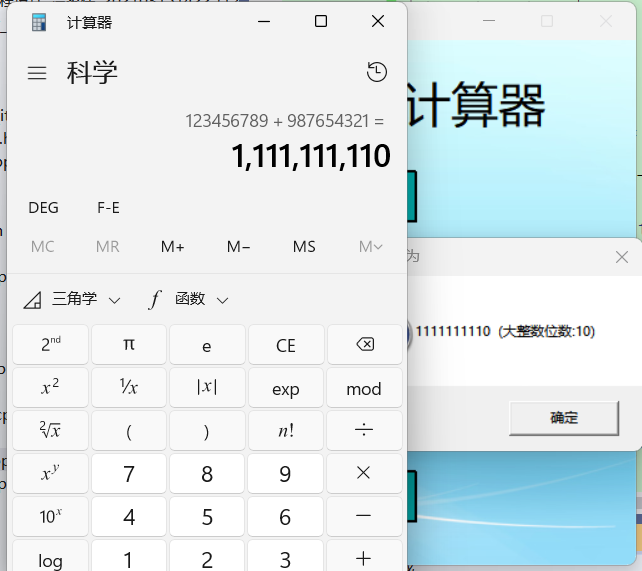 计算器
科学
123456789 + 987654321 =
1,111,111,110
DEG F-E
MC MR M+ M− MS M
三角学 f 函数
2nd π e CE
x² ¹/x |x| exp mod
²√x ( ) n! ÷
xʸ 7 8 9 ×
10ˣ 4 5 6 −
log 1 2 3 +
计算器
为
1111111110 (大整数位数:10)
确定